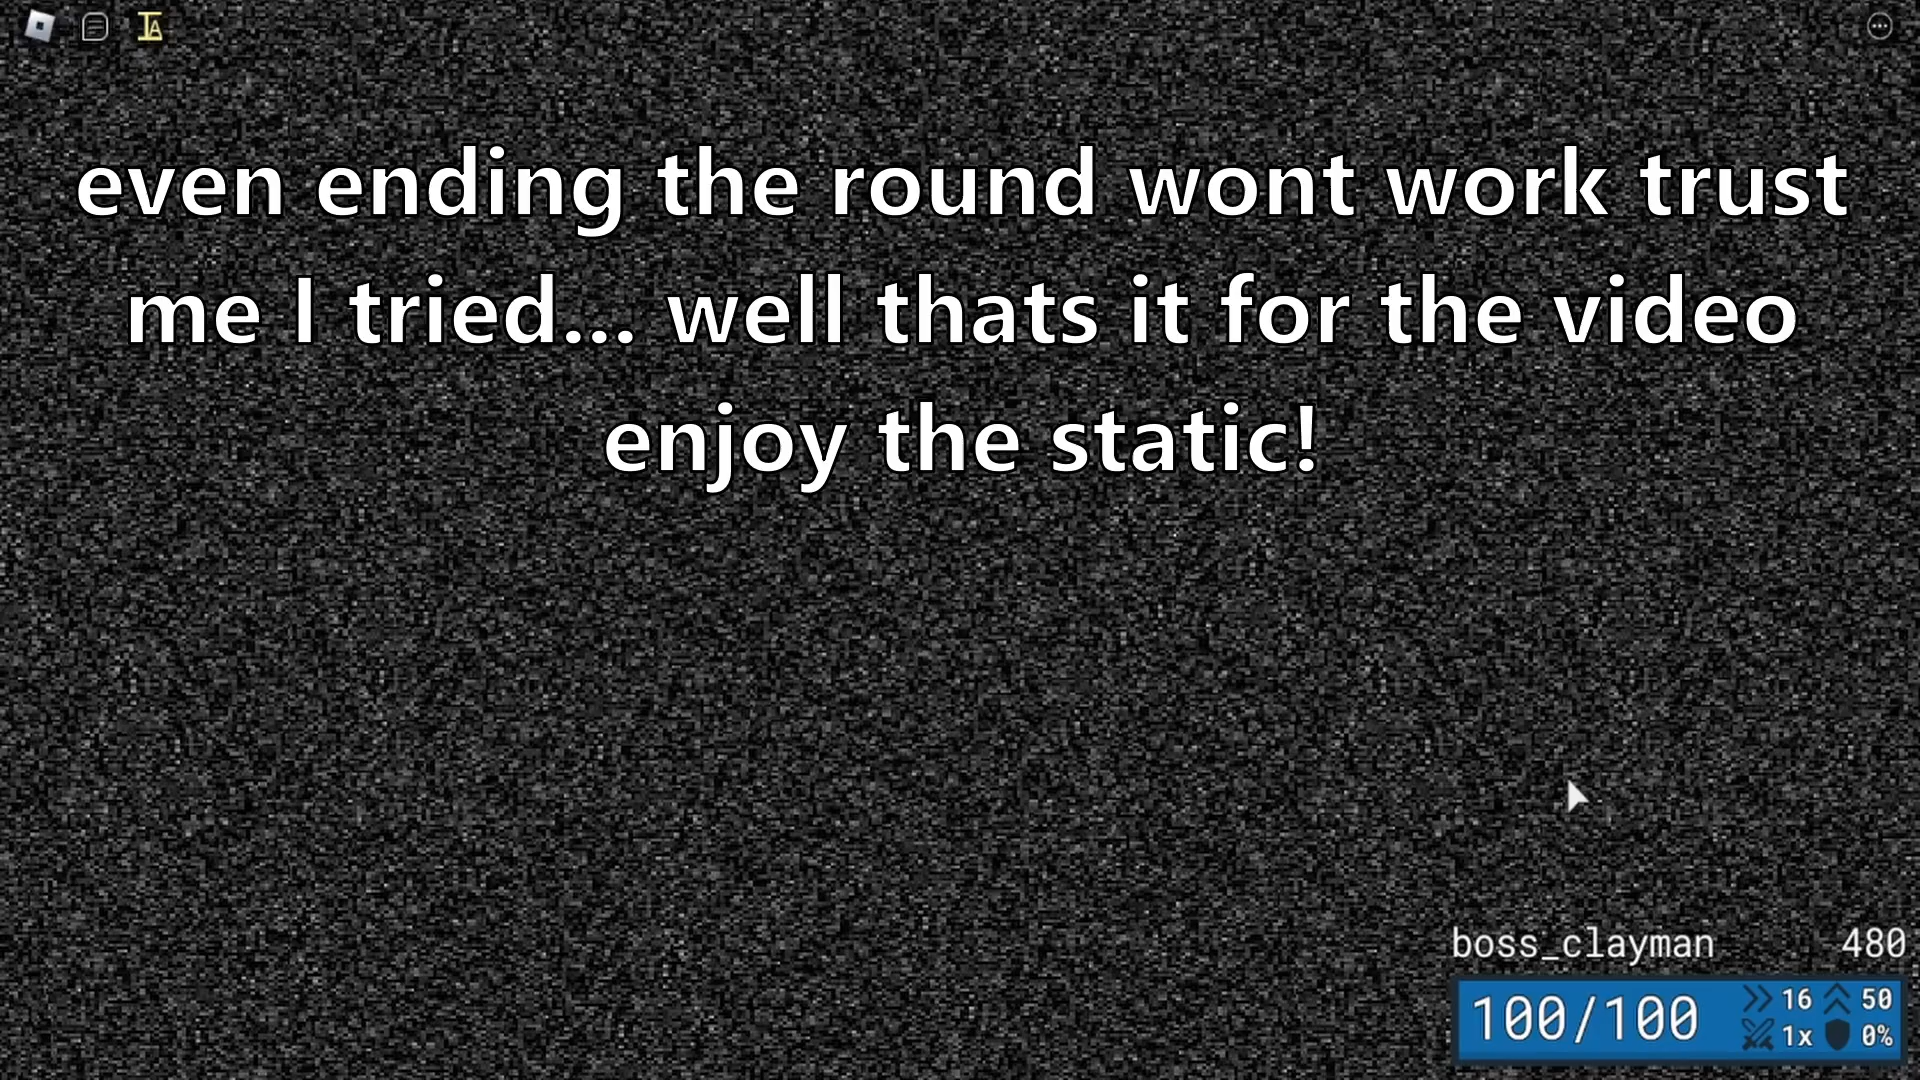 IA
even ending the round wont work trust
me I tried... well thats it for the video
enjoy the static!
boss_clayman 480
100/100 16 50
1x 0%